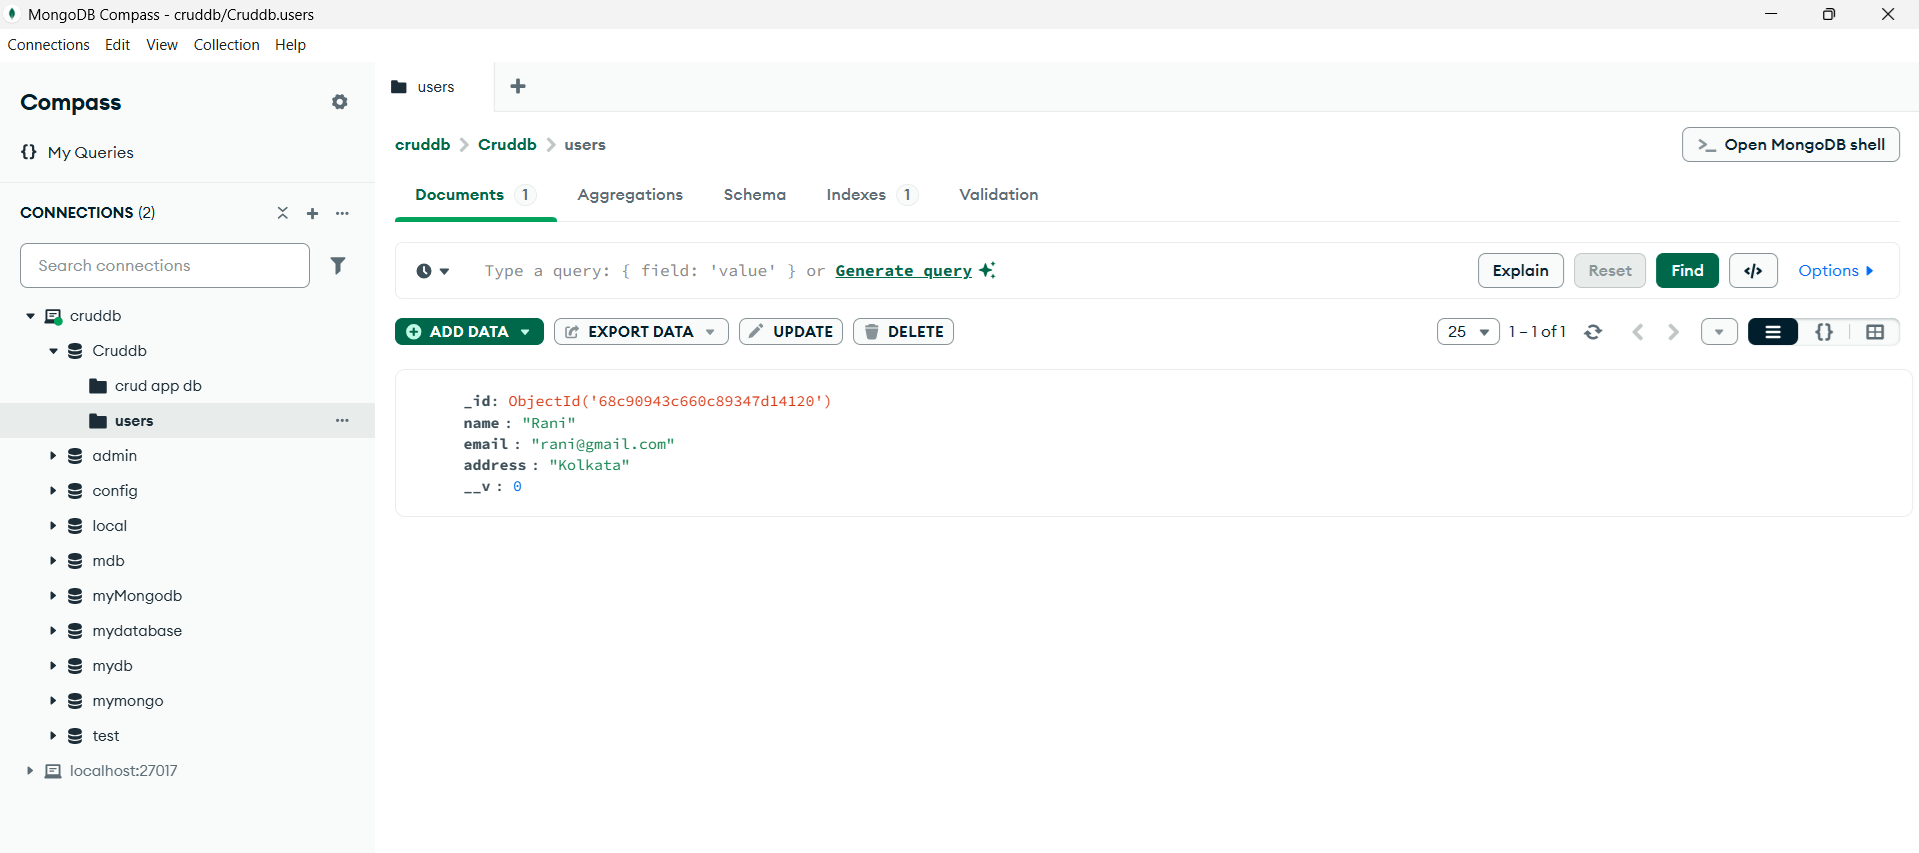 MongoDB Compass - cruddb/Cruddb.users
Connections Edit View Collection Help
Compass
{} My Queries
CONNECTIONS (2)
Search connections
cruddb
Cruddb
crud app db
users
admin
config
local
mdb
myMongodb
mydatabase
mydb
mymongo
test
localhost:27017
users
cruddb > Cruddb > users
>_ Open MongoDB shell
Documents 1 Aggregations Schema Indexes 1 Validation
Type a query: { field: 'value' } or Generate query
Explain Reset Find </> Options
ADD DATA EXPORT DATA UPDATE DELETE
25 1 – 1 of 1 {}
_id: ObjectId('68c90943c660c89347d14120')
name : "Rani"
email : "rani@gmail.com"
address : "Kolkata"
__v : 0